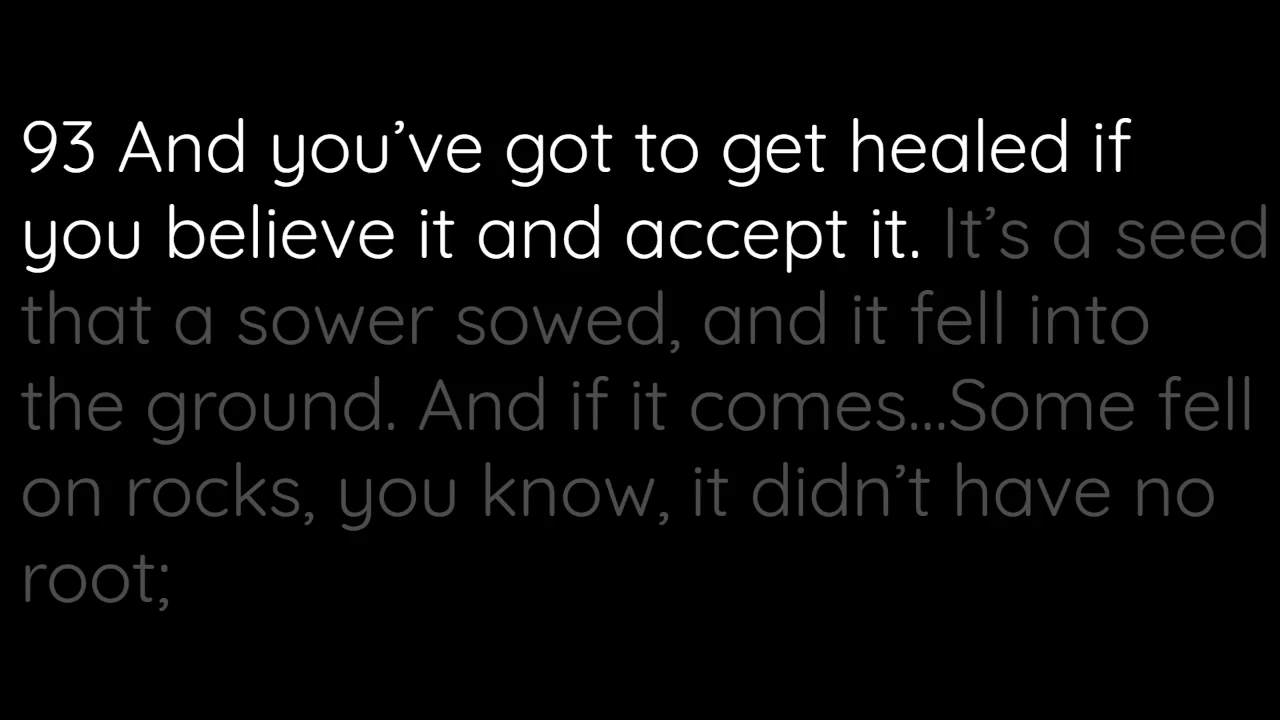 93 And you’ve got to get healed if
you believe it and accept it. It’s a seed
that a sower sowed, and it fell into
the ground. And if it comes...Some fell
on rocks, you know, it didn’t have no
root;